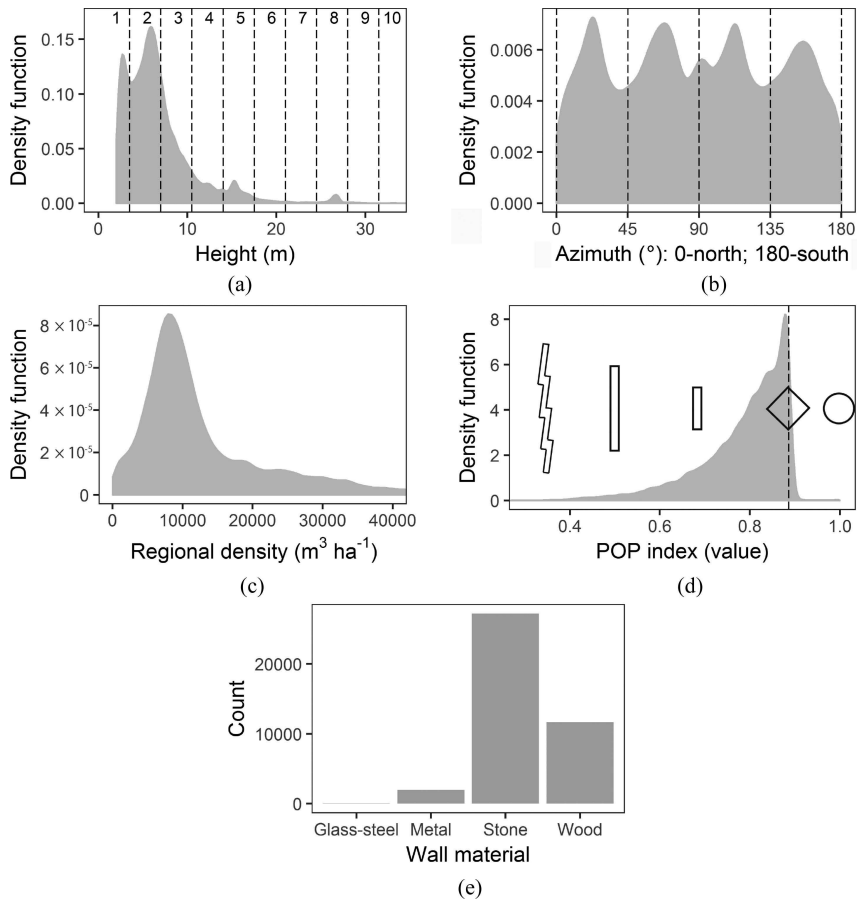 1 2 3 4 5 6 7 8 9 10
0.15
0.10
0.05
0.00
Density function
0 10 20 30
Height (m)
(a)
0.006
0.004
0.002
0.000
Density function
0 45 90 135 180
Azimuth (°): 0-north; 180-south
(b)
8 × 10⁻⁵
6 × 10⁻⁵
4 × 10⁻⁵
2 × 10⁻⁵
0
Density function
0 10000 20000 30000 40000
Regional density (m³ ha⁻¹)
(c)
8
6
4
2
0
Density function
0.4 0.6 0.8 1.0
POP index (value)
(d)
20000
10000
0
Count
Glass-steel Metal Stone Wood
Wall material
(e)